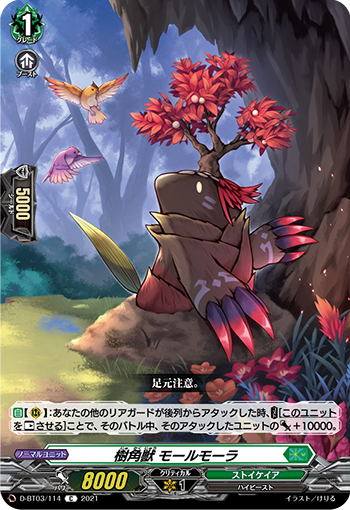 1
グレード
ブースト
5000
シールド
足元注意。
【R】:あなたの他のリアガードが後列からアタックした時、[このユニット
を させる]ことで、そのバトル中、そのアタックしたユニットの +10000。
ノーマルユニット
樹角獣 モールモーラ
パワー
8000
クリティカル
1
ストイケイア
ハイビースト
D-BT03/114 C 2021
イラスト/けりる